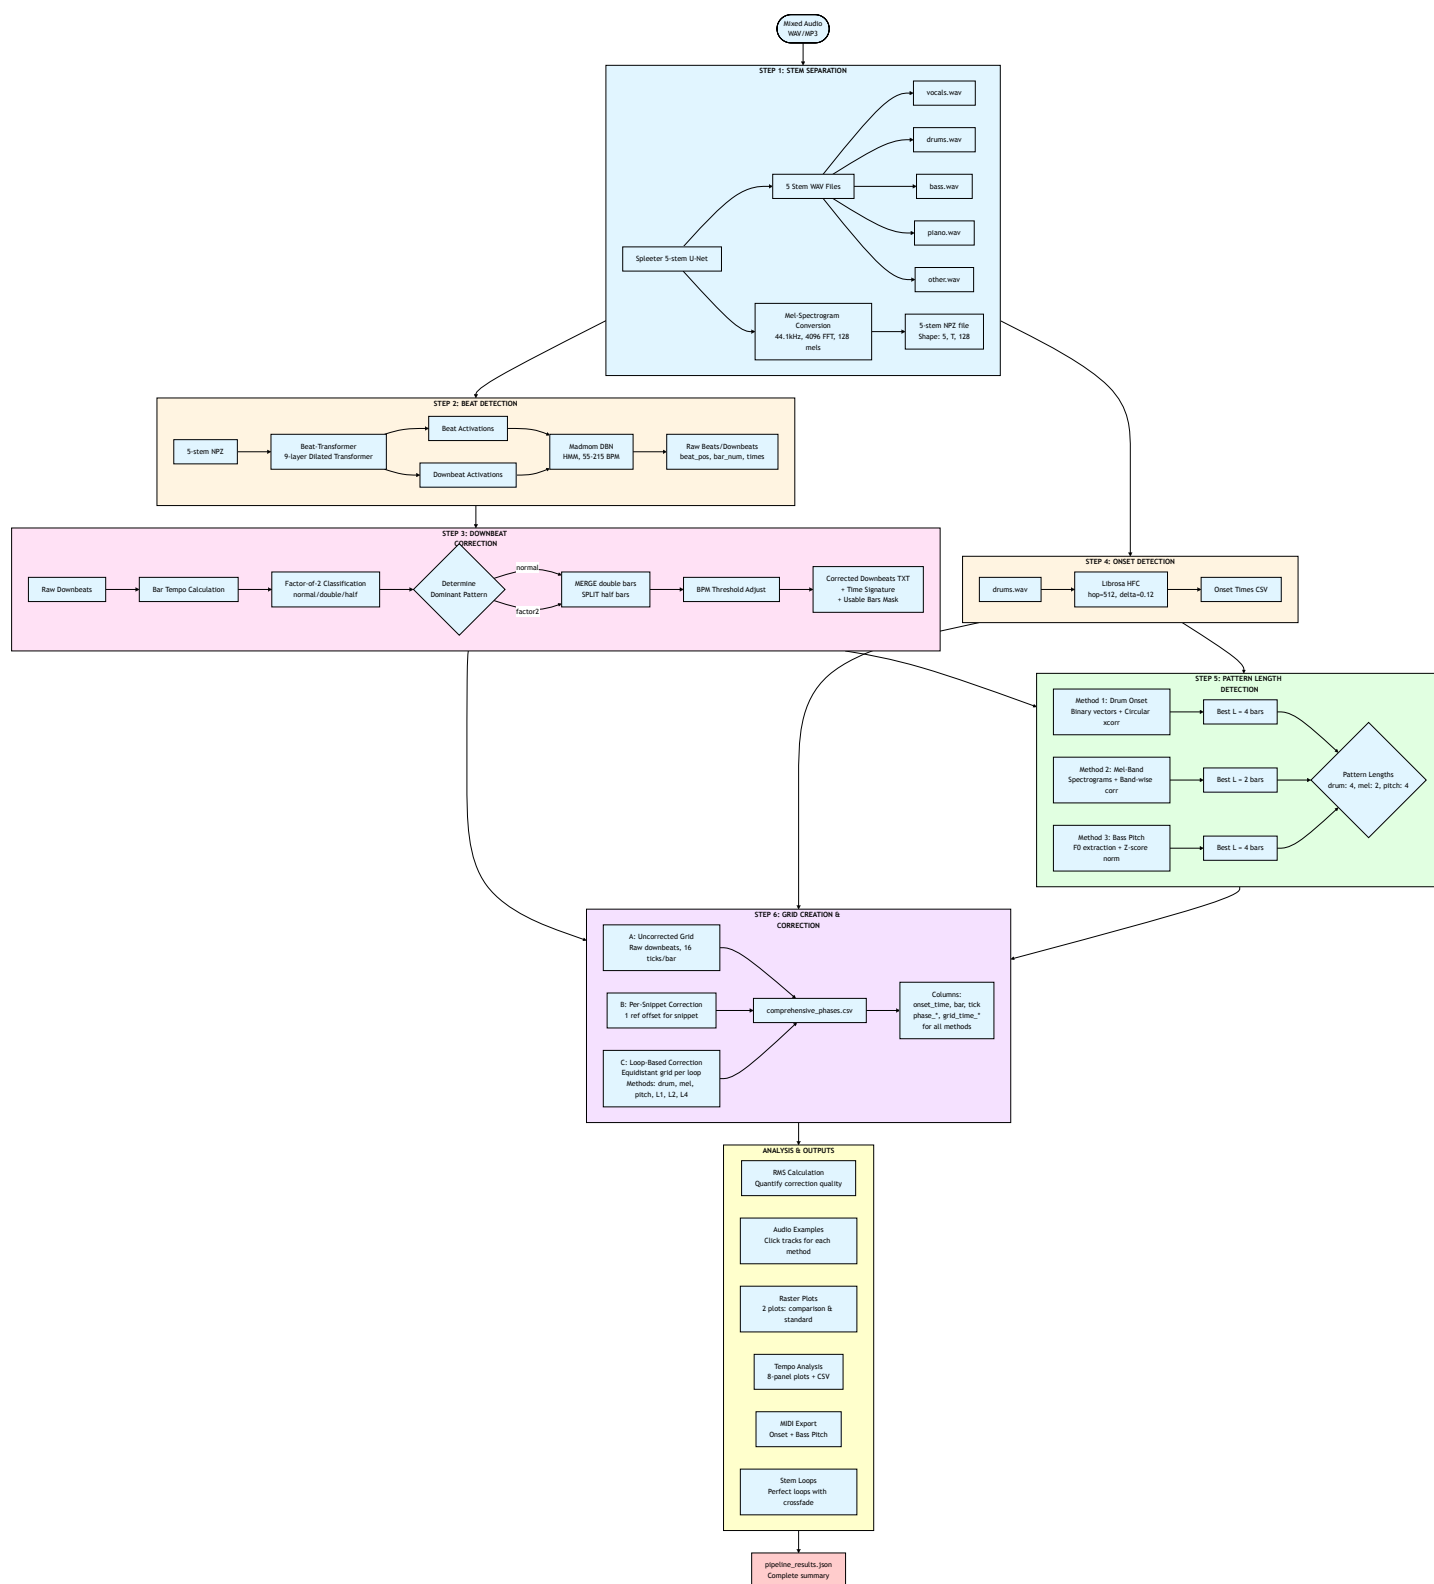 Mixed Audio
WAV/MP3
STEP 1: STEM SEPARATION
vocals.wav
drums.wav
5 Stem WAV Files
bass.wav
piano.wav
Spleeter 5-stem U-Net
other.wav
Mel-Spectrogram
Conversion
44.1kHz, 4096 FFT, 128
mels
5-stem NPZ file
Shape: 5, T, 128
STEP 2: BEAT DETECTION
5-stem NPZ
Beat-Transformer
9-layer Dilated Transformer
Beat Activations
Downbeat Activations
Madmom DBN
HMM, 55-215 BPM
Raw Beats/Downbeats
beat_pos, bar_num, times
STEP 3: DOWNBEAT
CORRECTION
Raw Downbeats
Bar Tempo Calculation
Factor-of-2 Classification
normal/double/half
Determine
Dominant Pattern
normal
factor2
MERGE double bars
SPLIT half bars
BPM Threshold Adjust
Corrected Downbeats TXT
+ Time Signature
+ Usable Bars Mask
STEP 4: ONSET DETECTION
drums.wav
Librosa HFC
hop=512, delta=0.12
Onset Times CSV
STEP 5: PATTERN LENGTH
DETECTION
Method 1: Drum Onset
Binary vectors + Circular
xcorr
Best L = 4 bars
Method 2: Mel-Band
Spectrograms + Band-wise
corr
Best L = 2 bars
Pattern Lengths
drum: 4, mel: 2, pitch: 4
Method 3: Bass Pitch
F0 extraction + Z-score
norm
Best L = 4 bars
STEP 6: GRID CREATION &
CORRECTION
A: Uncorrected Grid
Raw downbeats, 16
ticks/bar
B: Per-Snippet Correction
1 ref offset for snippet
C: Loop-Based Correction
Equidistant grid per loop
Methods: drum, mel,
pitch, L1, L2, L4
comprehensive_phases.csv
Columns:
onset_time, bar, tick
phase_*, grid_time_*
for all methods
ANALYSIS & OUTPUTS
RMS Calculation
Quantify correction quality
Audio Examples
Click tracks for each
method
Raster Plots
2 plots: comparison &
standard
Tempo Analysis
8-panel plots + CSV
MIDI Export
Onset + Bass Pitch
Stem Loops
Perfect loops with
crossfade
pipeline_results.json
Complete summary